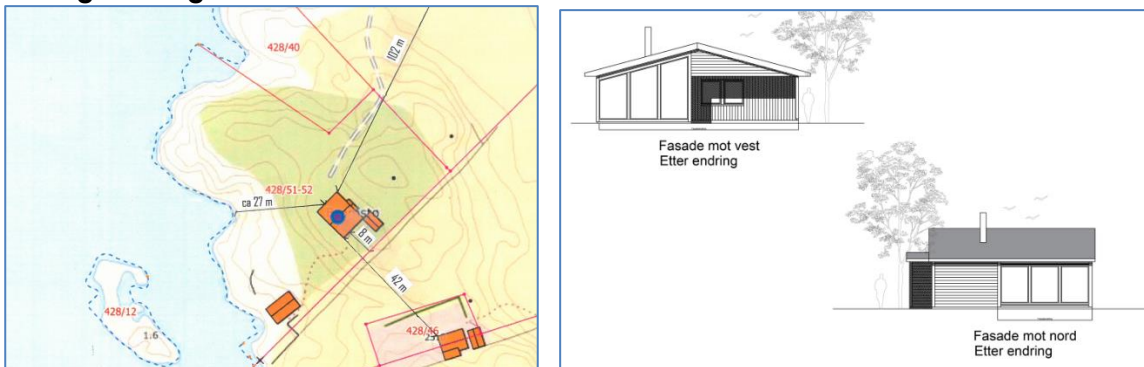 428/40
102 m
428/51-52
ca 27 m
8 m
42 m
428/12
1.6
428/46
Fasade mot vest
Etter endring
Fasade mot nord
Etter endring